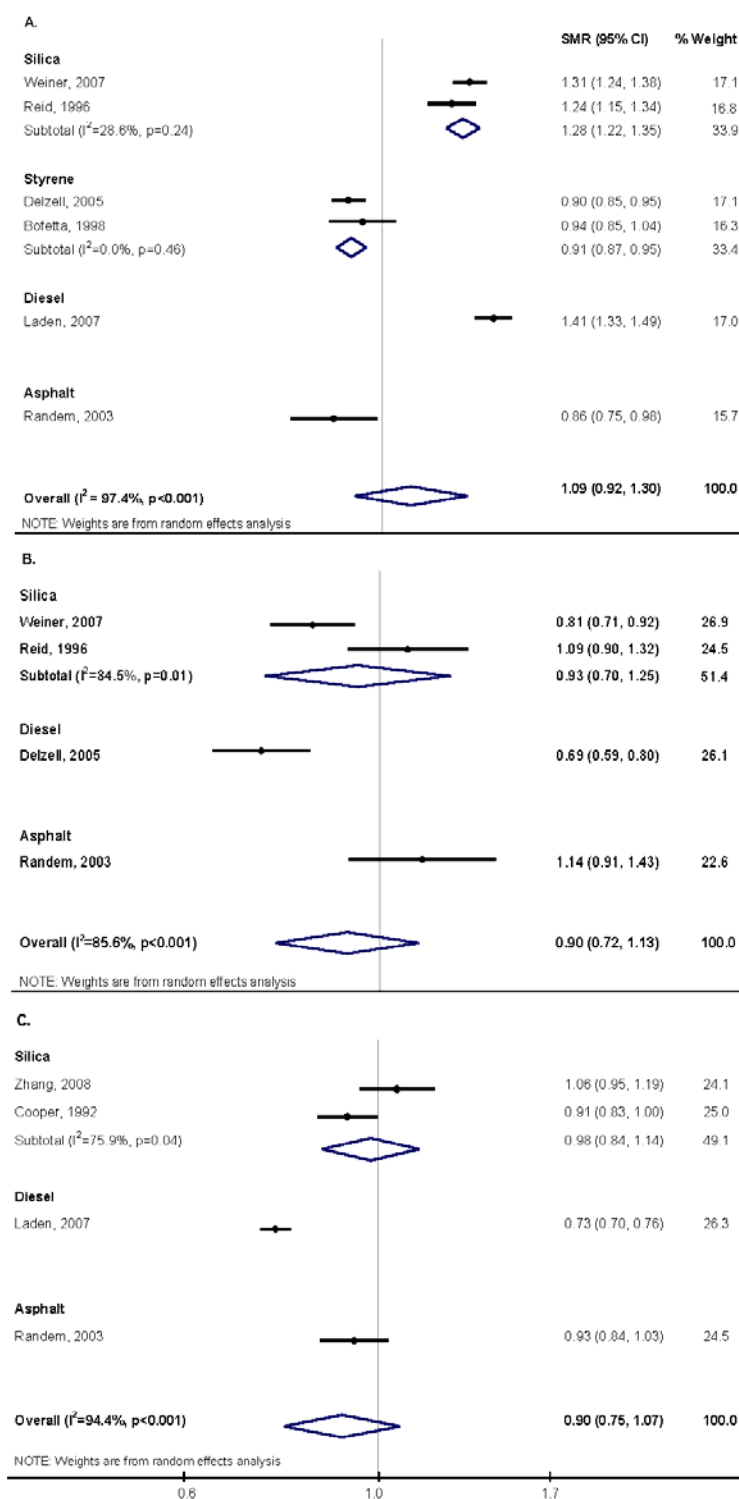 A.
SMR (95% CI) % Weight
Silica
Weiner, 2007 1.31 (1.24, 1.38) 17.1
Reid, 1996 1.24 (1.15, 1.34) 16.8
Subtotal (I²=28.6%, p=0.24) 1.28 (1.22, 1.35) 33.9
Styrene
Delzell, 2005 0.90 (0.85, 0.95) 17.1
Bofetta, 1998 0.94 (0.85, 1.04) 16.3
Subtotal (I²=0.0%, p=0.46) 0.91 (0.87, 0.95) 33.4
Diesel
Laden, 2007 1.41 (1.33, 1.49) 17.0
Asphalt
Randem, 2003 0.86 (0.75, 0.98) 15.7
Overall (I² = 97.4%, p<0.001) 1.09 (0.92, 1.30) 100.0
NOTE: Weights are from random effects analysis
B.
Silica
Weiner, 2007 0.81 (0.71, 0.92) 26.9
Reid, 1996 1.09 (0.90, 1.32) 24.5
Subtotal (I²=84.5%, p=0.01) 0.93 (0.70, 1.25) 51.4
Diesel
Delzell, 2005 0.69 (0.59, 0.80) 26.1
Asphalt
Randem, 2003 1.14 (0.91, 1.43) 22.6
Overall (I²=85.6%, p<0.001) 0.90 (0.72, 1.13) 100.0
NOTE: Weights are from random effects analysis
C.
Silica
Zhang, 2008 1.06 (0.95, 1.19) 24.1
Cooper, 1992 0.91 (0.83, 1.00) 25.0
Subtotal (I²=75.9%, p=0.04) 0.98 (0.84, 1.14) 49.1
Diesel
Laden, 2007 0.73 (0.70, 0.76) 26.3
Asphalt
Randem, 2003 0.93 (0.84, 1.03) 24.5
Overall (I²=94.4%, p<0.001) 0.90 (0.75, 1.07) 100.0
NOTE: Weights are from random effects analysis
0.6 1.0 1.7